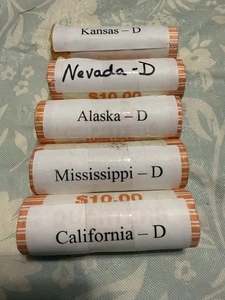 Kansas – D
Nevada - D
$10.00
Alaska – D
Mississippi – D
$10.00
California – D